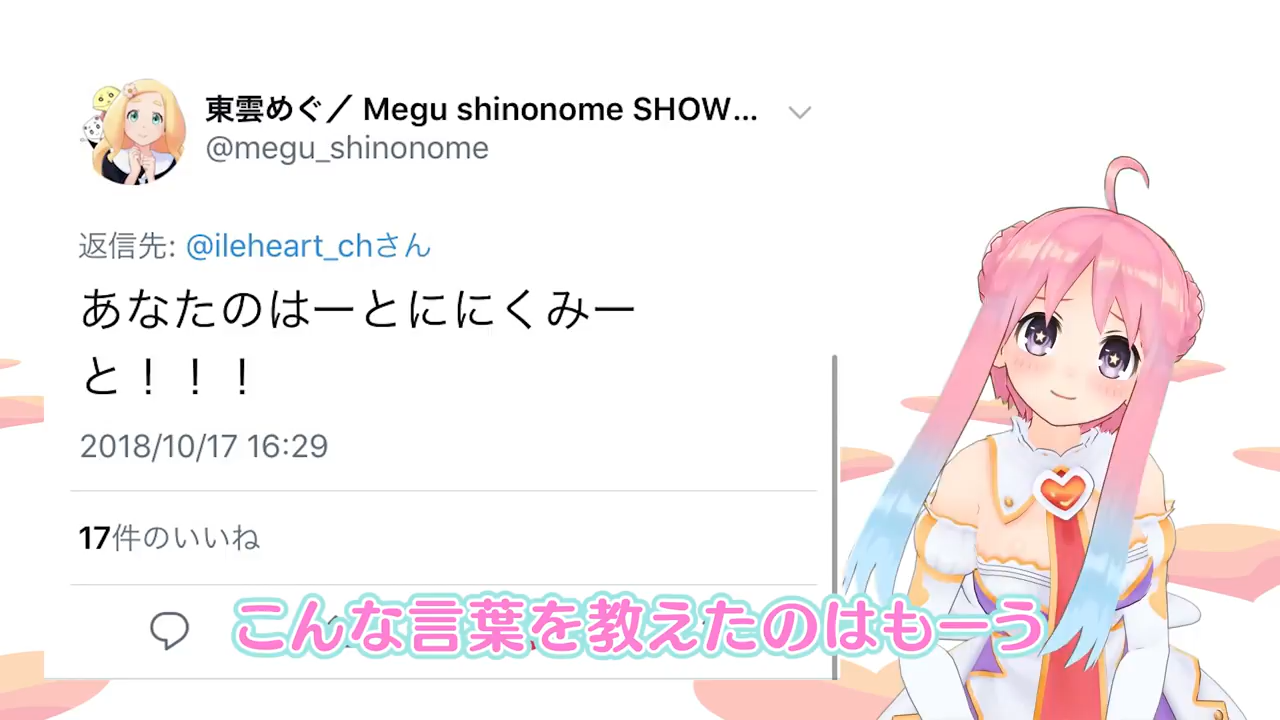 東雲めぐ／ Megu shinonome SHOW...
@megu_shinonome
返信先: @ileheart_chさん
あなたのはーとににくみー
と！！！
2018/10/17 16:29
17件のいいね
こんな言葉を教えたのはもーう